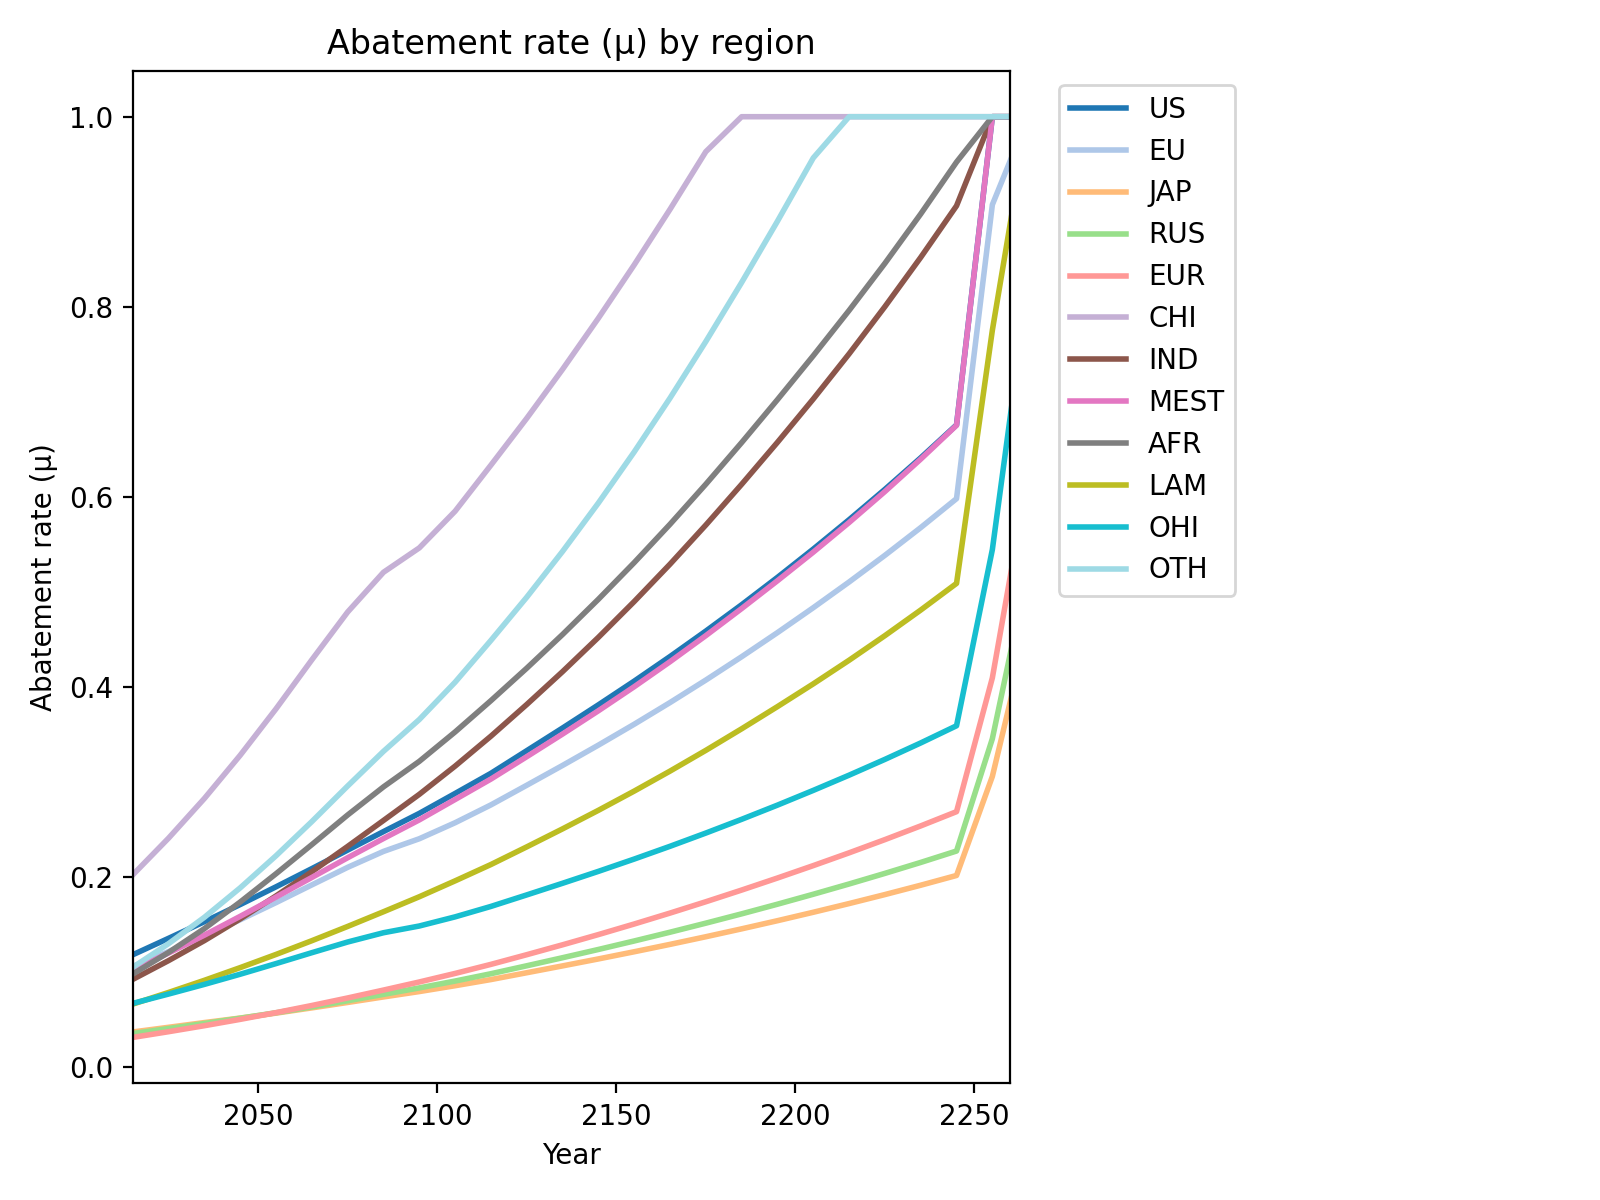 Abatement rate (μ) by region
Abatement rate (μ)
1.0
0.8
0.6
0.4
0.2
0.0
2050
2100
2150
2200
2250
Year
US
EU
JAP
RUS
EUR
CHI
IND
MEST
AFR
LAM
OHI
OTH